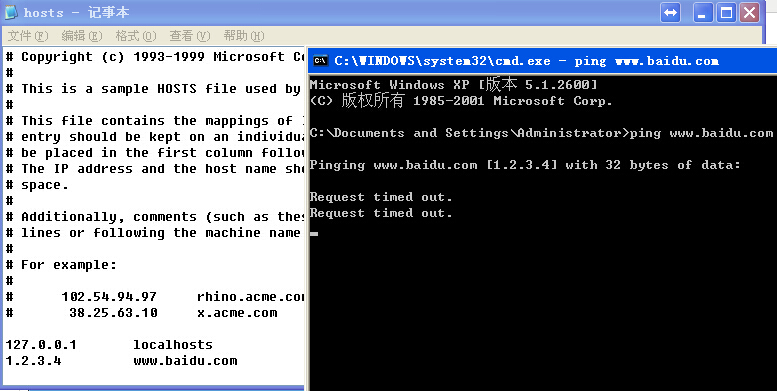 hosts - 记事本
文件(F) 编辑(E) 格式(O) 查看(V) 帮助(H)
# Copyright (c) 1993-1999 Microsoft Co
#
# This is a sample HOSTS file used by
#
# This file contains the mappings of I
# entry should be kept on an individua
# be placed in the first column follow
# The IP address and the host name sho
# space.
#
# Additionally, comments (such as thes
# lines or following the machine name
#
# For example:
#
# 102.54.94.97 rhino.acme.com
# 38.25.63.10 x.acme.com
127.0.0.1 localhosts
1.2.3.4 www.baidu.com
C:\WINDOWS\system32\cmd.exe - ping www.baidu.com
Microsoft Windows XP [版本 5.1.2600]
(C) 版权所有 1985-2001 Microsoft Corp.
C:\Documents and Settings\Administrator>ping www.baidu.com
Pinging www.baidu.com [1.2.3.4] with 32 bytes of data:
Request timed out.
Request timed out.